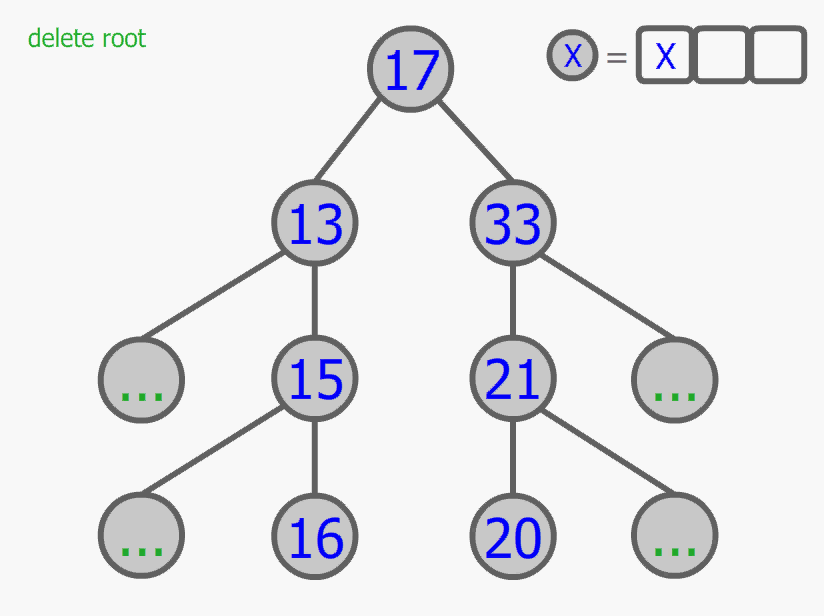 delete root
17
X = X
13 33
... 15 21 ...
... 16 20 ...